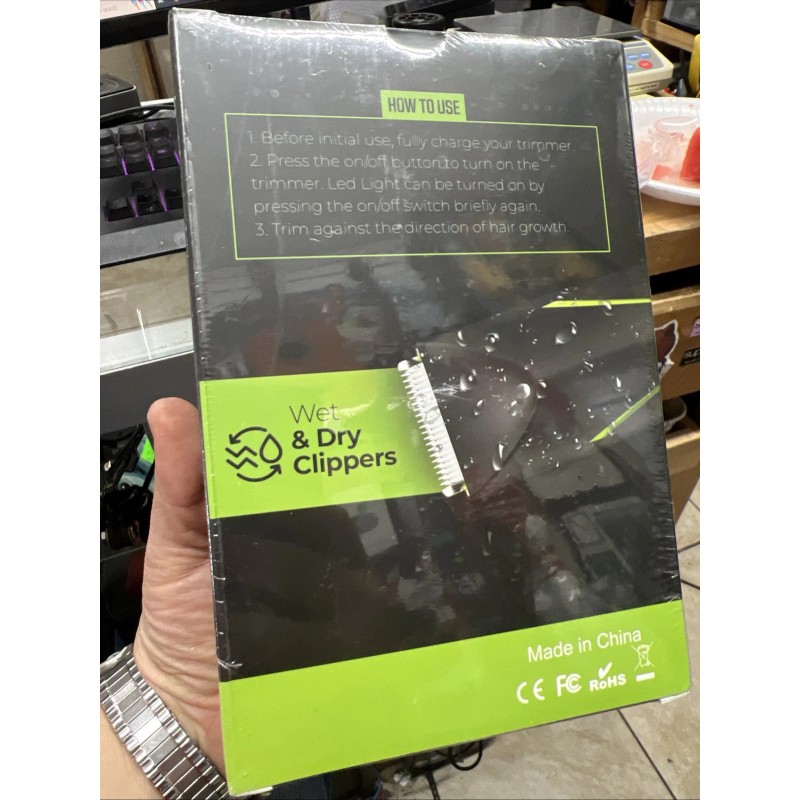 HOW TO USE
1. Before initial use, fully charge your trimmer.
2. Press the on/off button to turn on the
trimmer. Led Light can be turned on by
pressing the on/off switch briefly again.
3. Trim against the direction of hair growth.
Wet
& Dry
Clippers
Made in China
CE FC RoHS